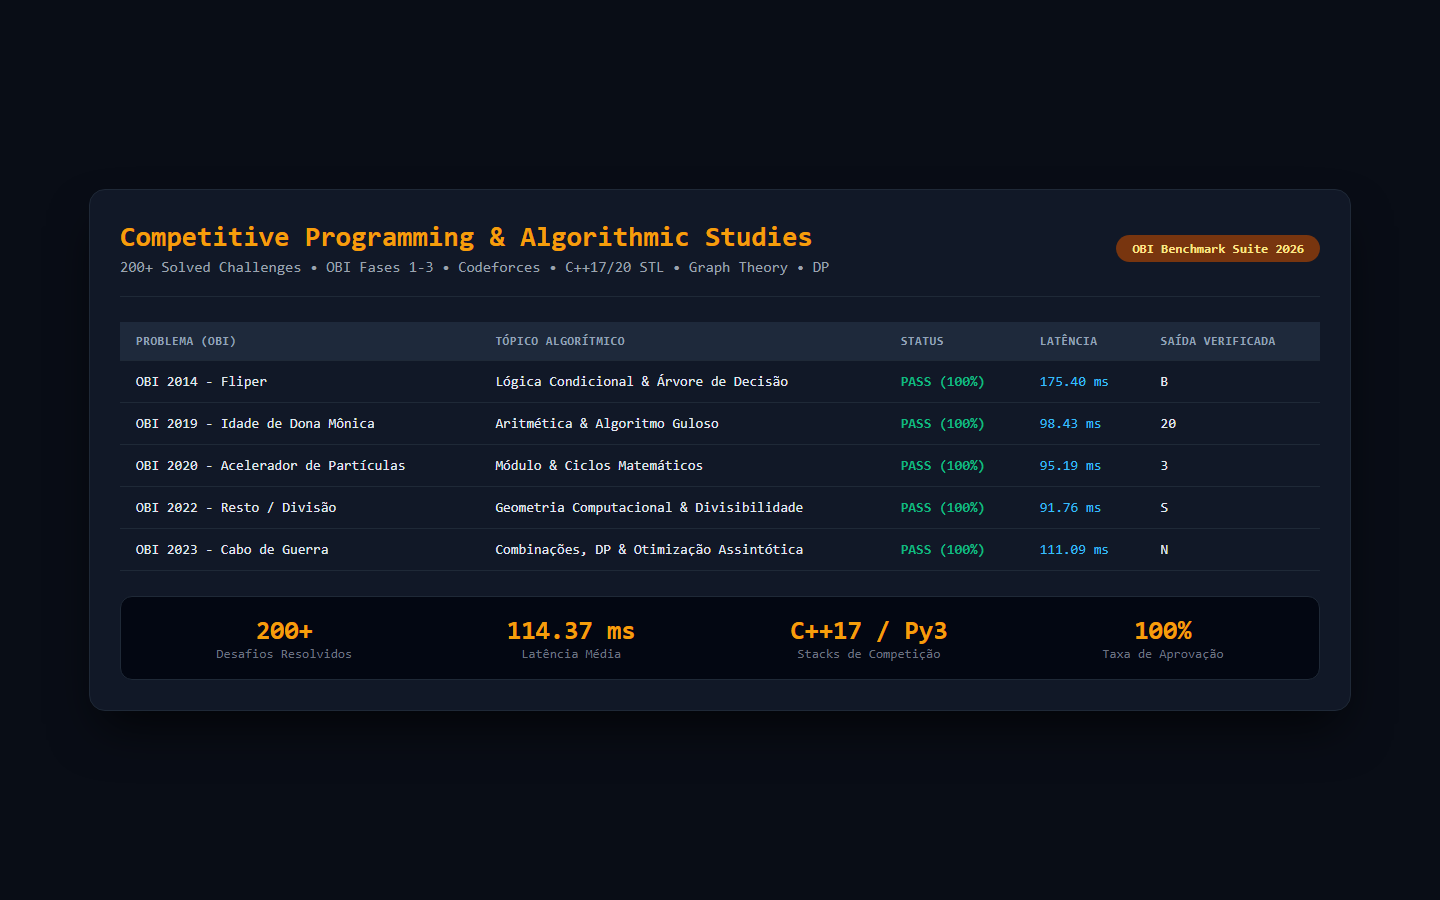 Competitive Programming & Algorithmic Studies
200+ Solved Challenges • OBI Fases 1-3 • Codeforces • C++17/20 STL • Graph Theory • DP
OBI Benchmark Suite 2026
PROBLEMA (OBI) TÓPICO ALGORÍTMICO STATUS LATÊNCIA SAÍDA VERIFICADA
OBI 2014 - Fliper Lógica Condicional & Árvore de Decisão PASS (100%) 175.40 ms B
OBI 2019 - Idade de Dona Mônica Aritmética & Algoritmo Guloso PASS (100%) 98.43 ms 20
OBI 2020 - Acelerador de Partículas Módulo & Ciclos Matemáticos PASS (100%) 95.19 ms 3
OBI 2022 - Resto / Divisão Geometria Computacional & Divisibilidade PASS (100%) 91.76 ms S
OBI 2023 - Cabo de Guerra Combinações, DP & Otimização Assintótica PASS (100%) 111.09 ms N
200+ 114.37 ms C++17 / Py3 100%
Desafios Resolvidos Latência Média Stacks de Competição Taxa de Aprovação